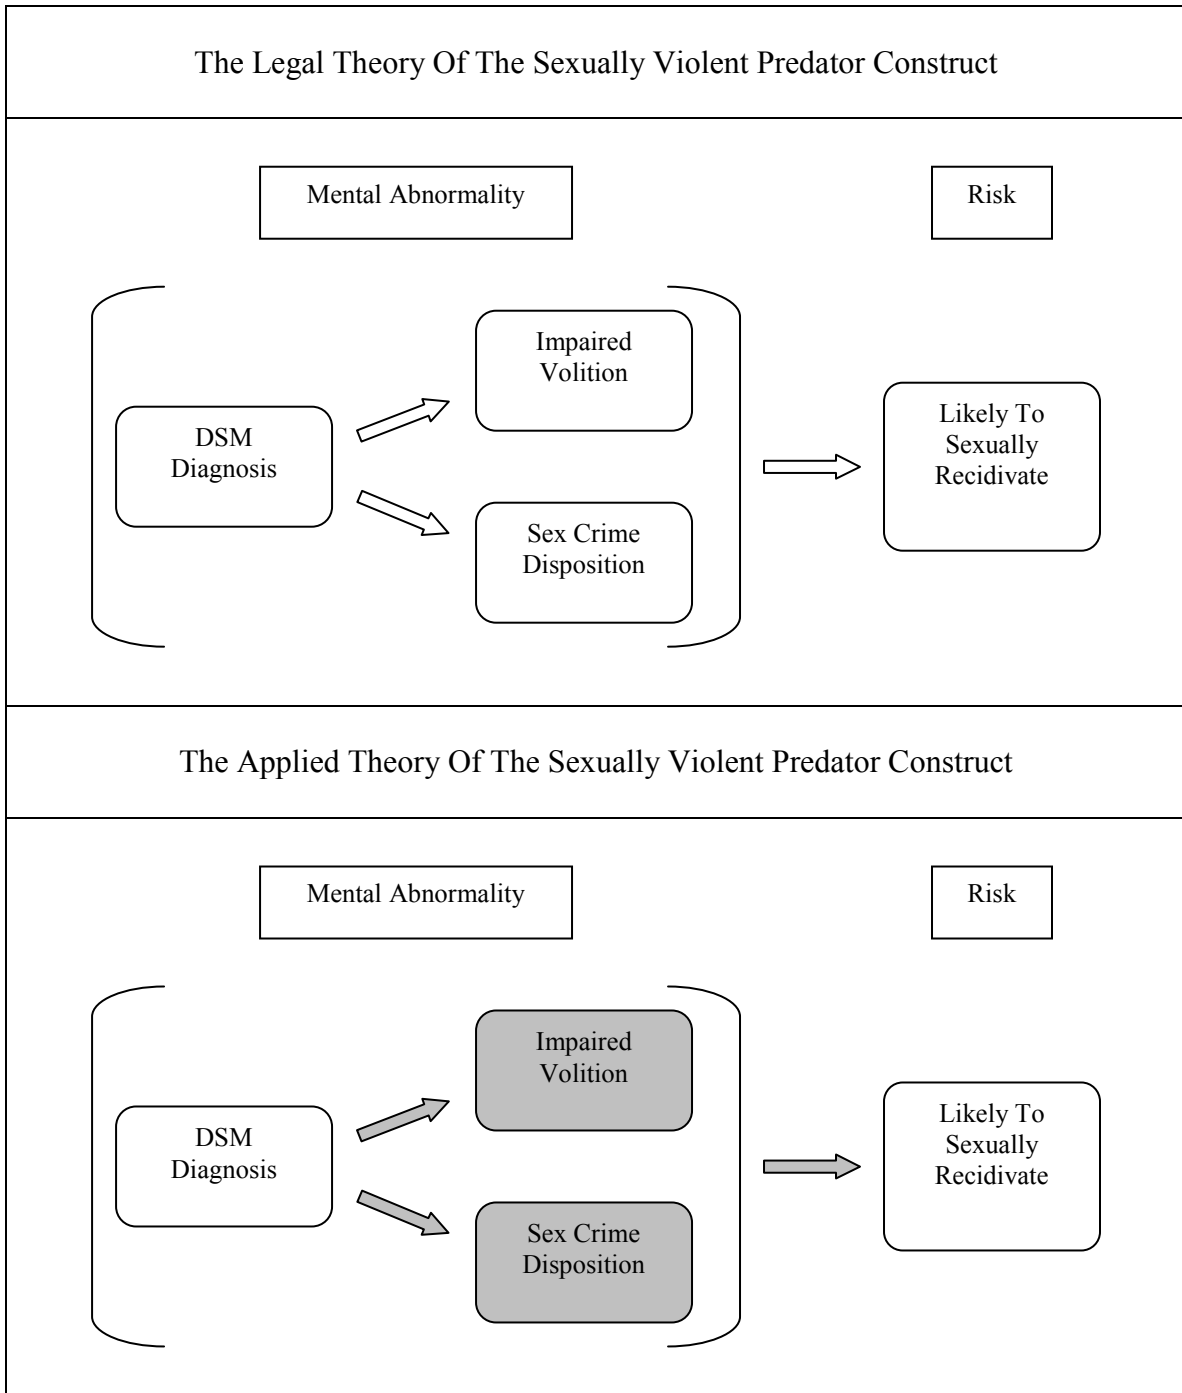 The Legal Theory Of The Sexually Violent Predator Construct
Mental Abnormality
Risk
Impaired
Volition
DSM
Diagnosis
Sex Crime
Disposition
Likely To
Sexually
Recidivate
The Applied Theory Of The Sexually Violent Predator Construct
Mental Abnormality
Risk
Impaired
Volition
DSM
Diagnosis
Sex Crime
Disposition
Likely To
Sexually
Recidivate